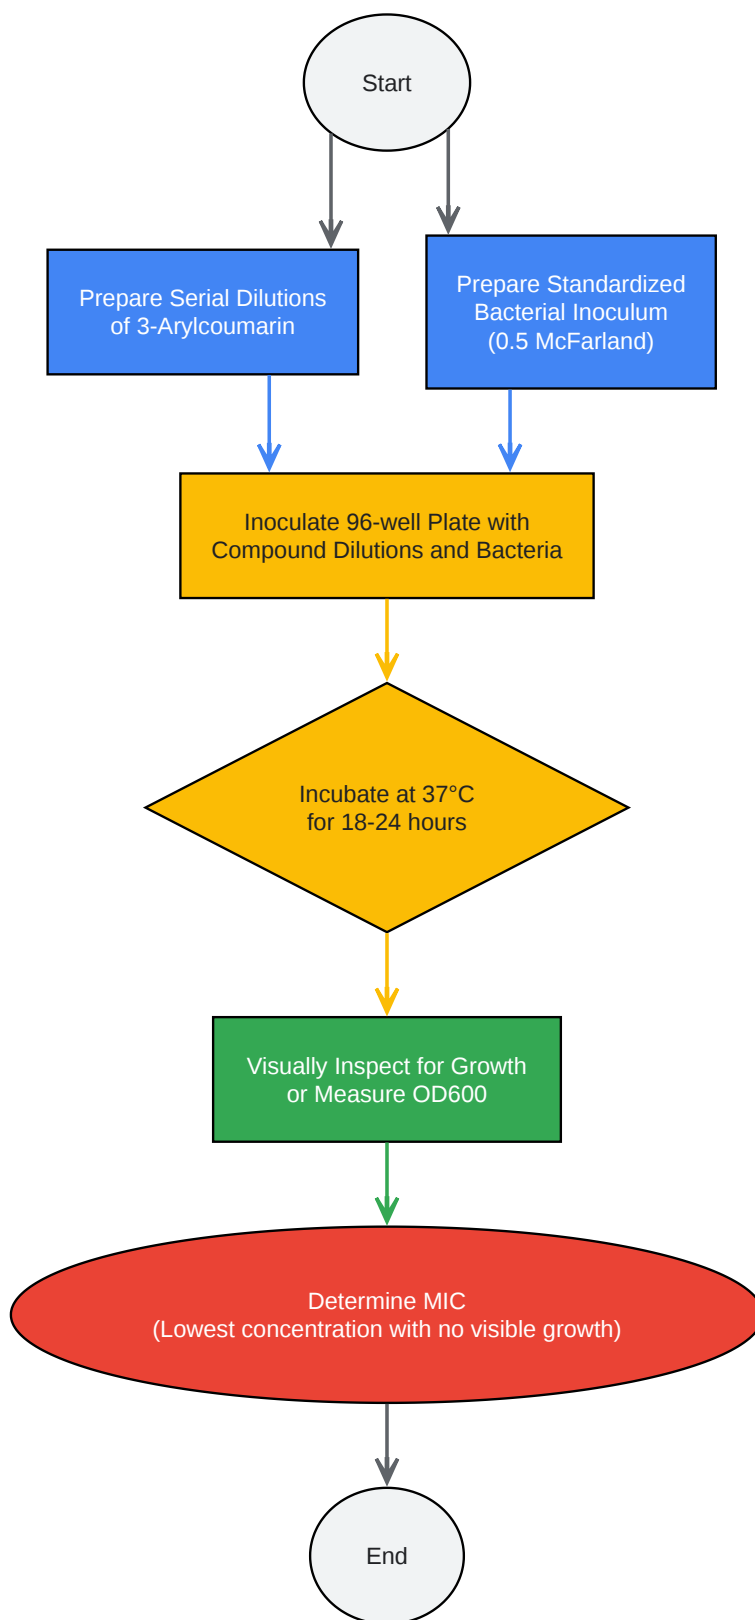 Start
Prepare Serial Dilutions
of 3-Arylcoumarin
Prepare Standardized
Bacterial Inoculum
(0.5 McFarland)
Inoculate 96-well Plate with
Compound Dilutions and Bacteria
Incubate at 37°C
for 18-24 hours
Visually Inspect for Growth
or Measure OD600
Determine MIC
(Lowest concentration with no visible growth)
End